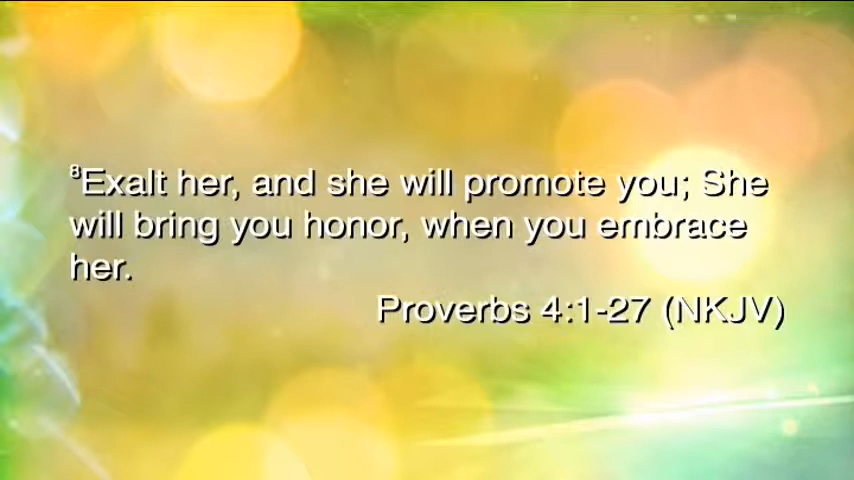 ⁸Exalt her, and she will promote you; She
will bring you honor, when you embrace
her.
Proverbs 4:1-27 (NKJV)